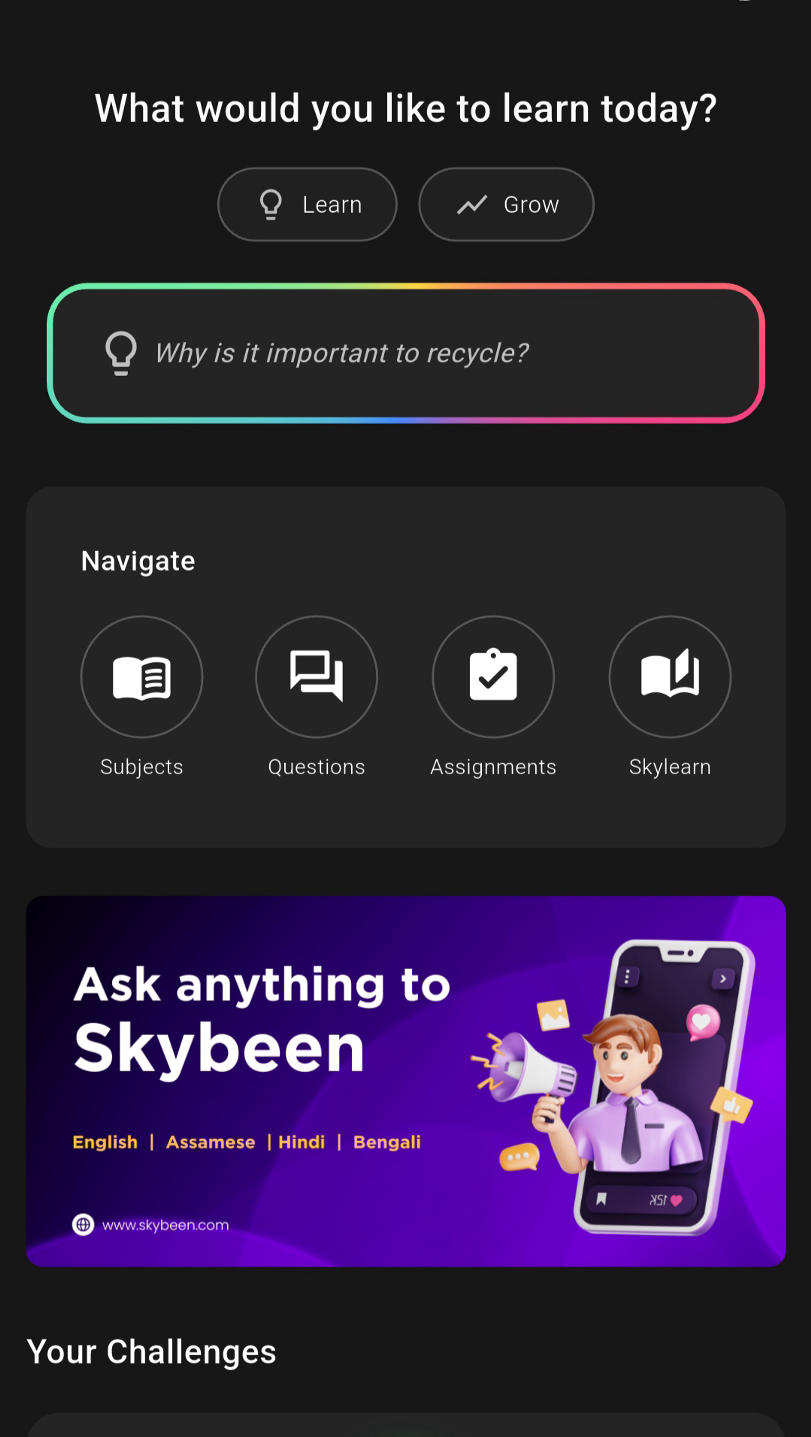 What would you like to learn today?
Learn Grow
Why is it important to recycle?
Navigate
Subjects Questions Assignments Skylearn
Ask anything to
Skybeen
English | Assamese | Hindi | Bengali
www.skybeen.com
15K
Your Challenges